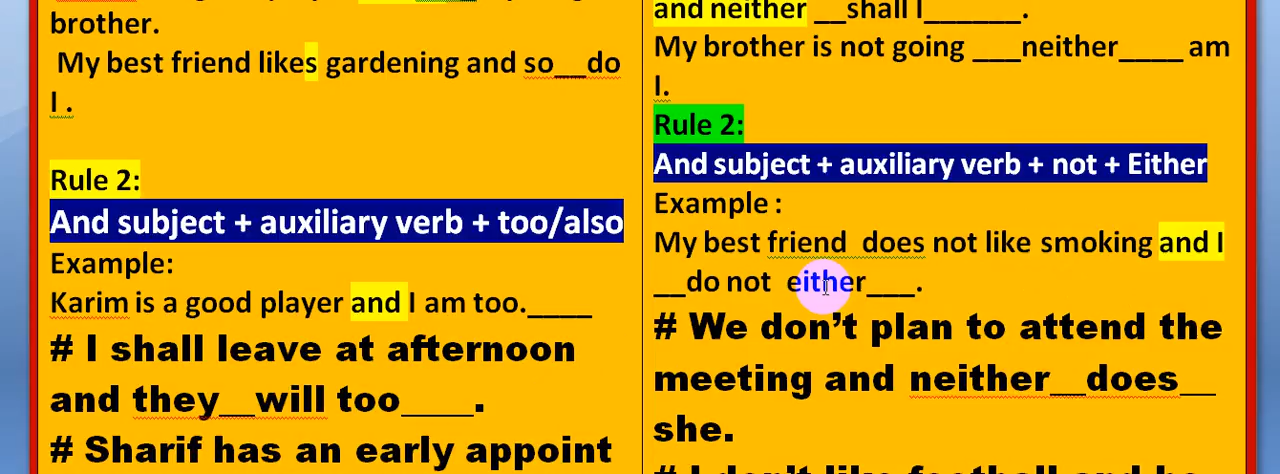 brother.
My best friend likes gardening and so__do
I .
Rule 2:
And subject + auxiliary verb + too/also
Example:
Karim is a good player and I am too.____
# I shall leave at afternoon
and they__will too____.
# Sharif has an early appoint
and neither __shall I______.
My brother is not going ___neither____ am
I.
Rule 2:
And subject + auxiliary verb + not + Either
Example :
My best friend does not like smoking and I
__do not either___.
# We don’t plan to attend the
meeting and neither__does__
she.